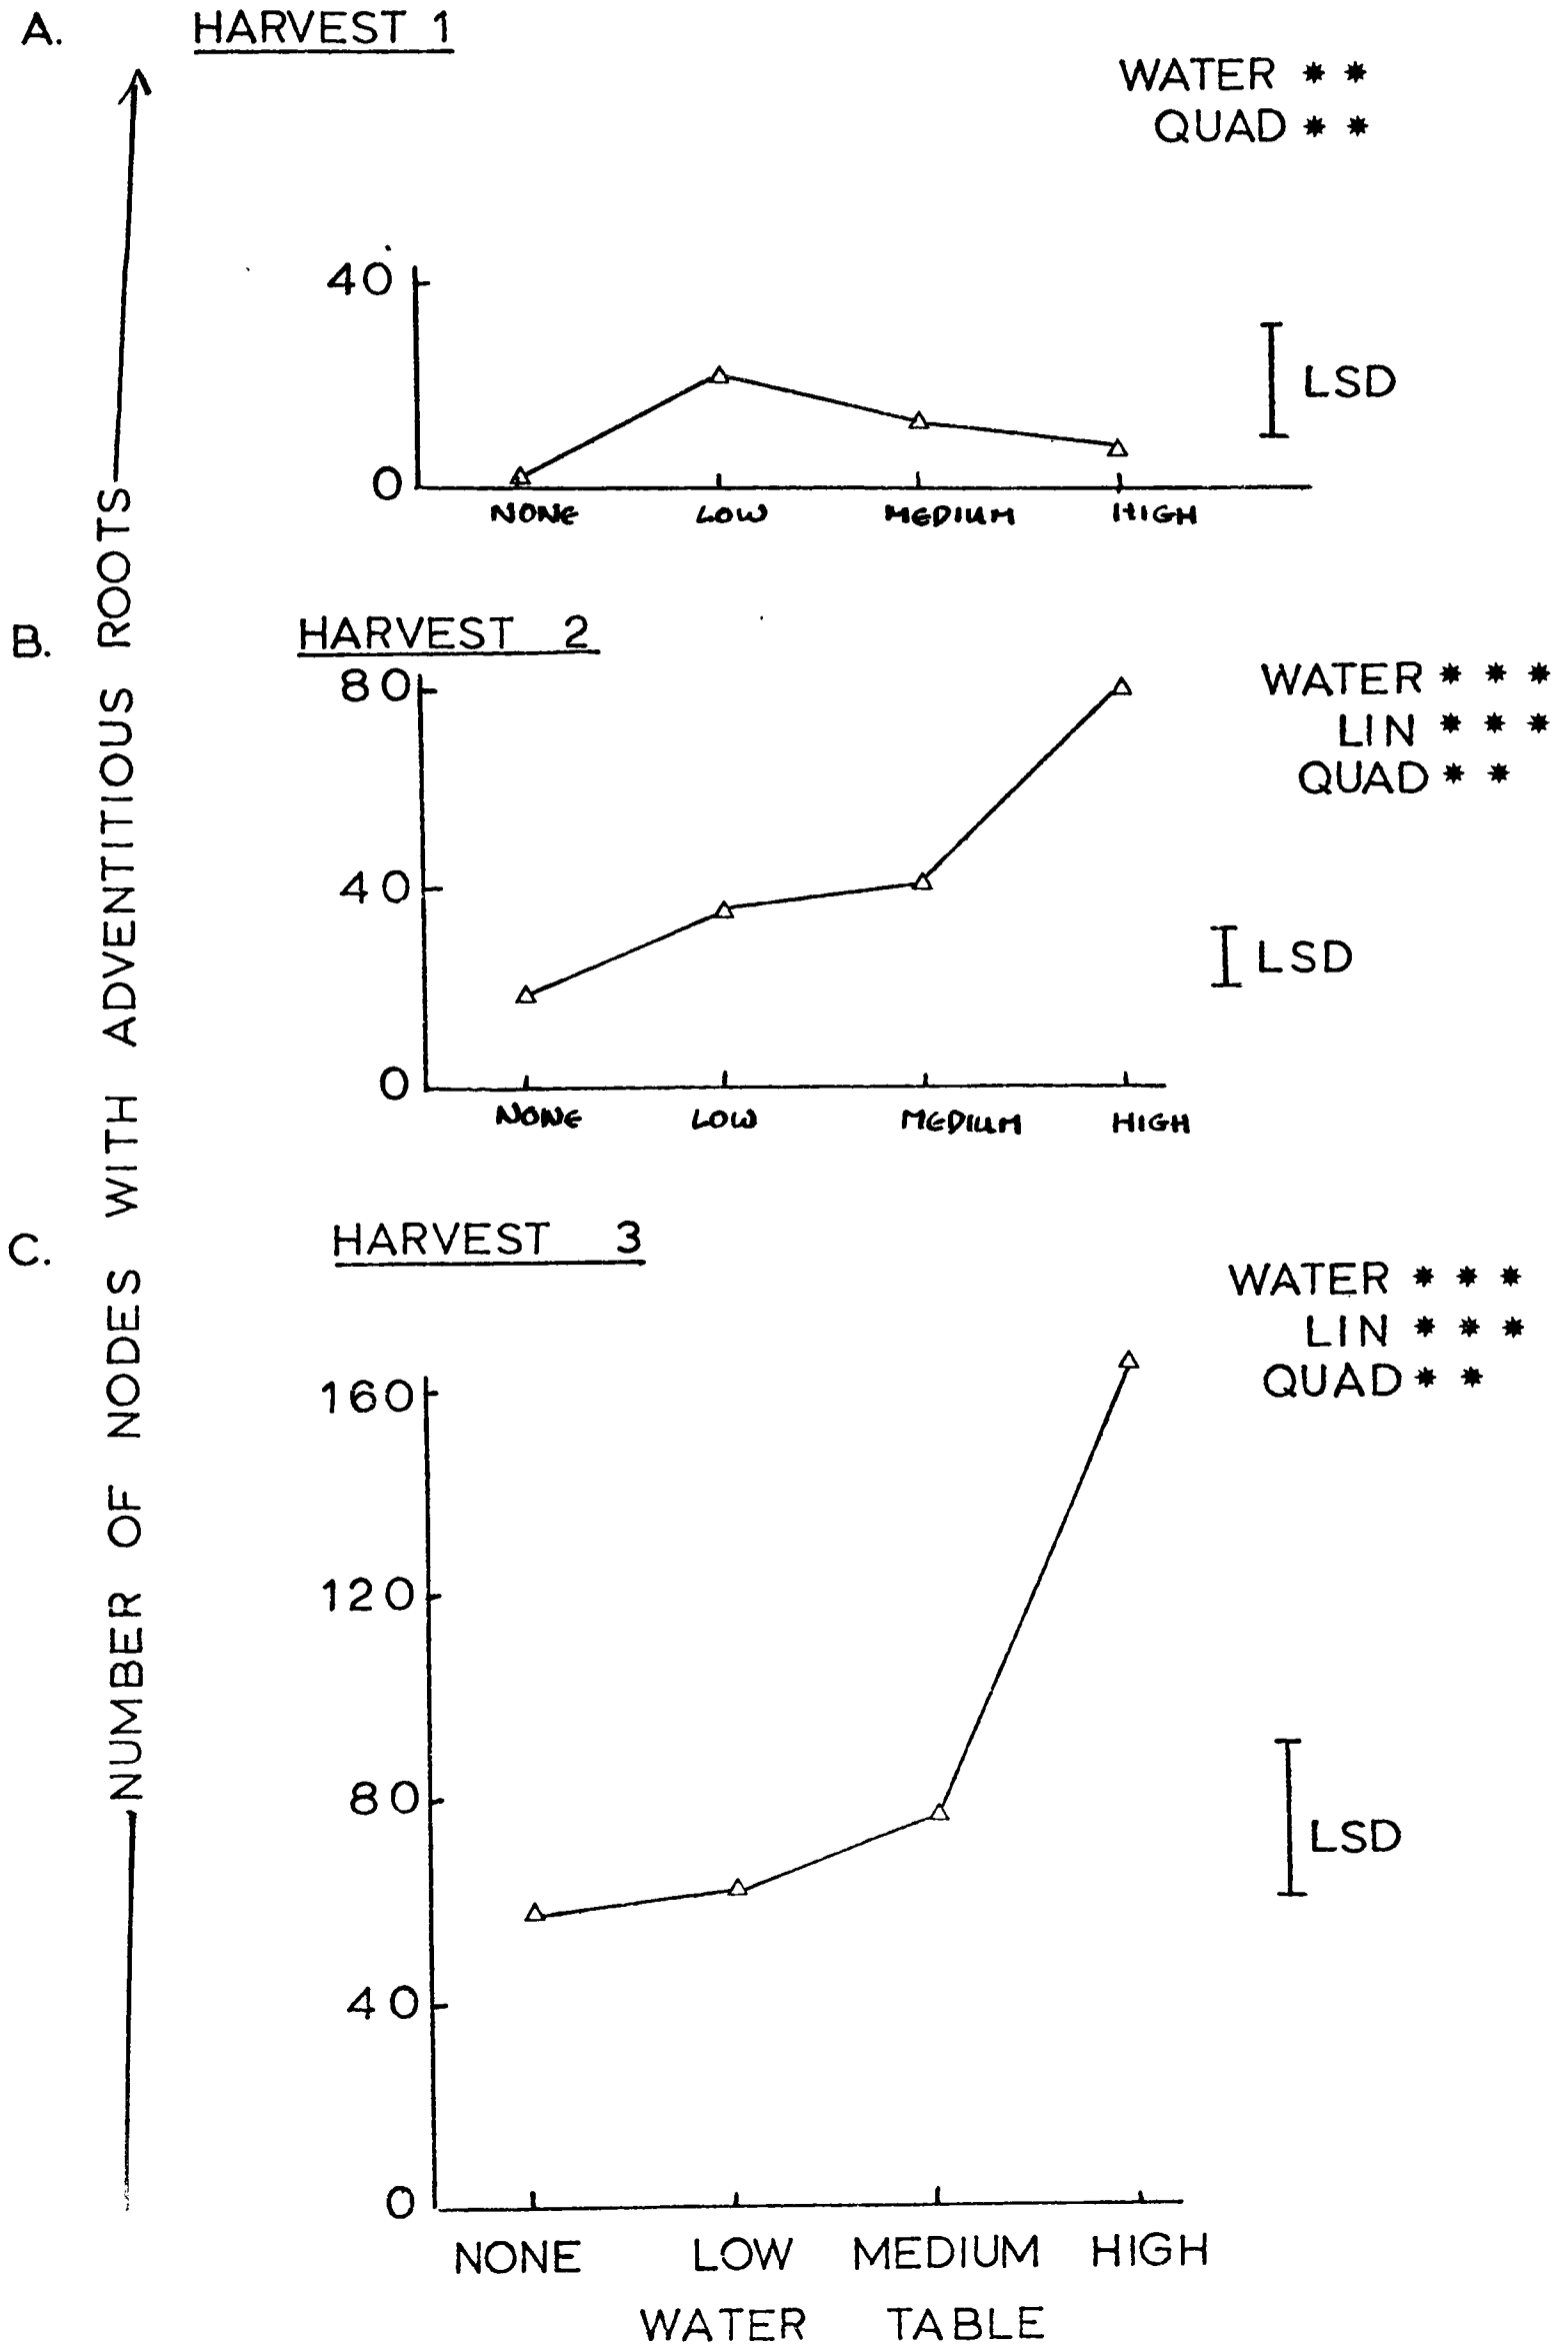 A. HARVEST 1
WATER * *
QUAD * *
40
0
LSD
NONE LOW MEDIUM HIGH
B. HARVEST 2
WATER * * *
LIN * * *
QUAD * *
80
40
0
LSD
NONE LOW MEDIUM HIGH
C. HARVEST 3
WATER * * *
LIN * * *
QUAD * *
160
120
80
40
0
LSD
NONE LOW MEDIUM HIGH
WATER TABLE
NUMBER OF NODES WITH ADVENTITIOUS ROOTS